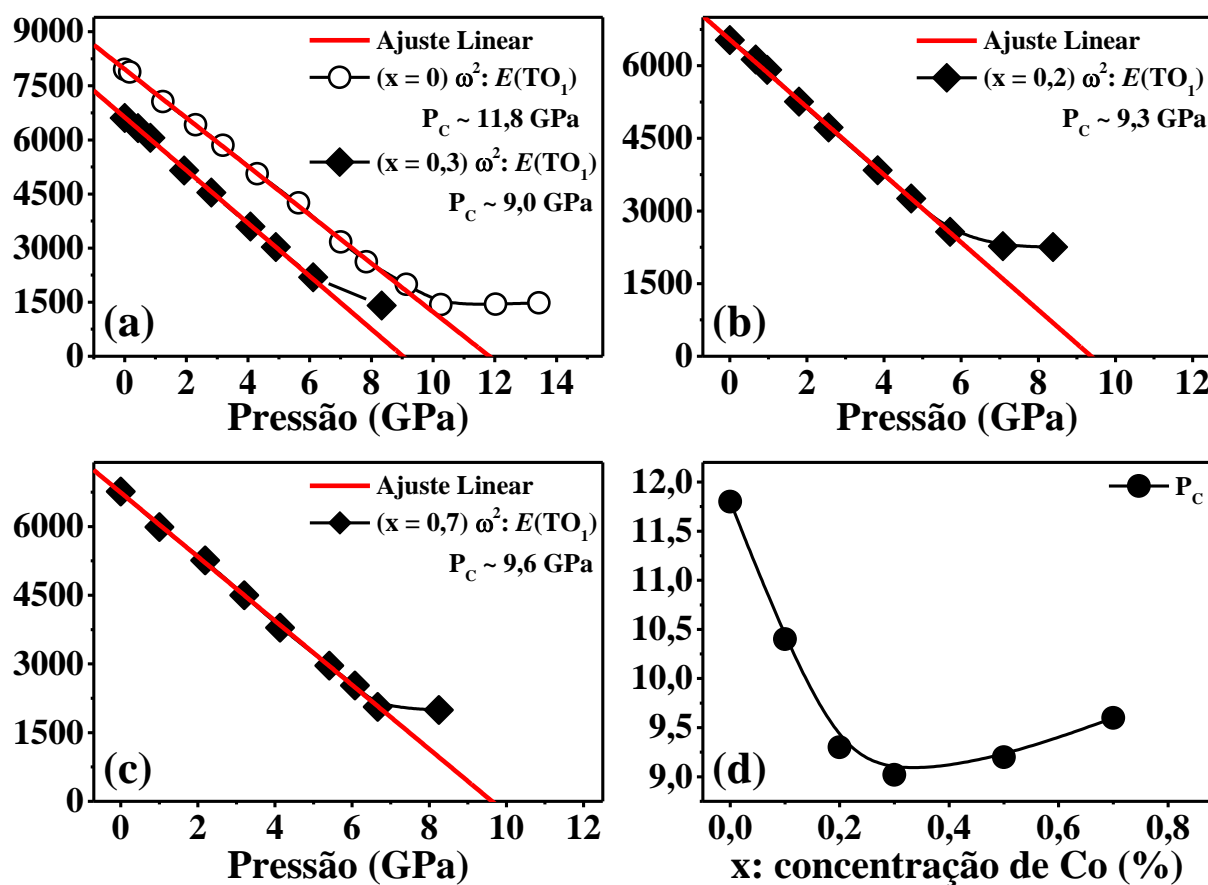 9000
7500
6000
4500
3000
1500
0
Ajuste Linear
(x = 0) ω²: E(TO₁)
P_C ~ 11,8 GPa
(x = 0,3) ω²: E(TO₁)
P_C ~ 9,0 GPa
(a)
0 2 4 6 8 10 12 14
Pressão (GPa)
6000
4500
3000
1500
0
Ajuste Linear
(x = 0,2) ω²: E(TO₁)
P_C ~ 9,3 GPa
(b)
0 2 4 6 8 10 12
Pressão (GPa)
6000
4500
3000
1500
0
Ajuste Linear
(x = 0,7) ω²: E(TO₁)
P_C ~ 9,6 GPa
(c)
0 2 4 6 8 10 12
Pressão (GPa)
12,0
11,5
11,0
10,5
10,0
9,5
9,0
P_C
(d)
0,0 0,2 0,4 0,6 0,8
x: concentração de Co (%)